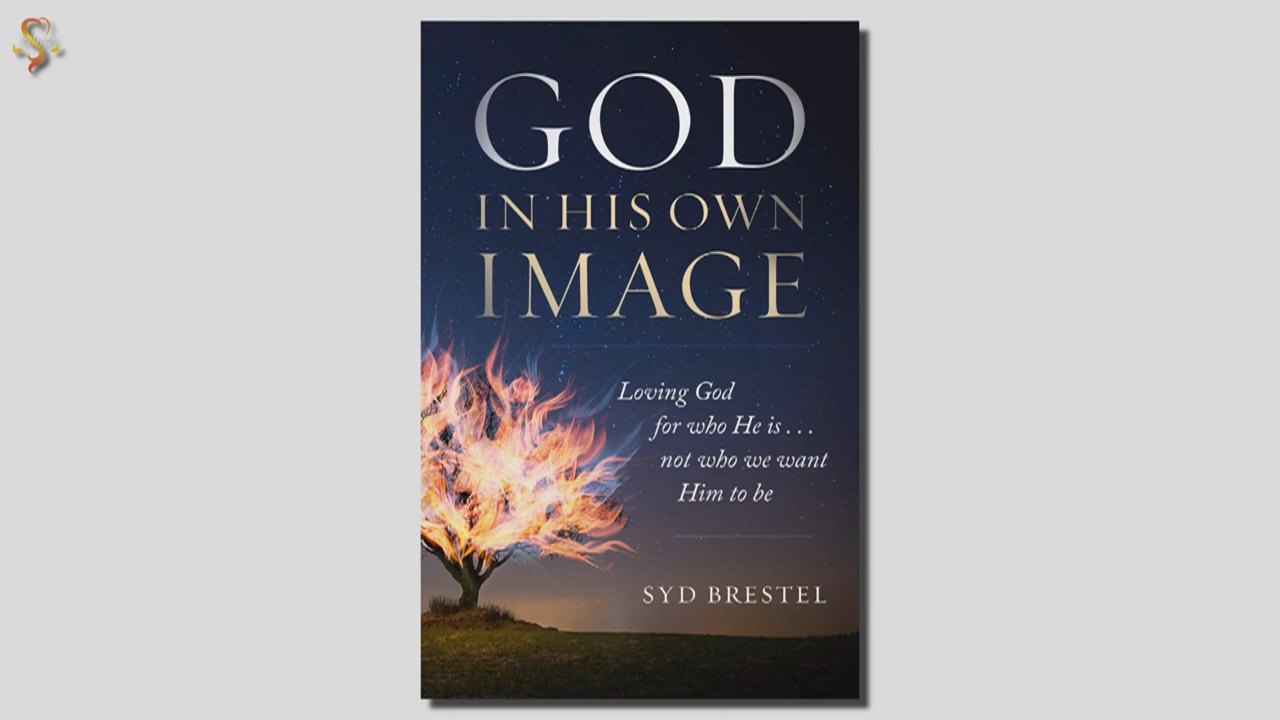 GOD
IN HIS OWN
IMAGE
Loving God
for who He is...
not who we want
Him to be
SYD BRESTEL